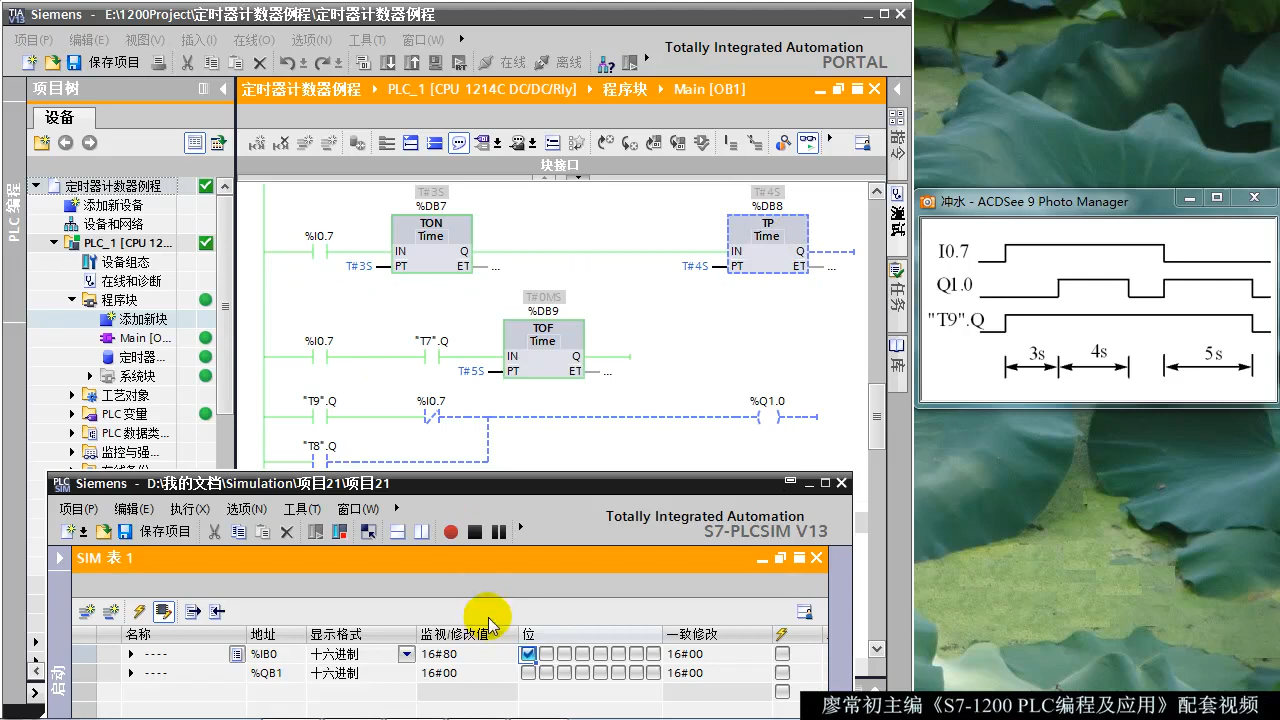 Siemens - E:\1200Project\定时器计数器例程\定时器计数器例程
项目(P) 编辑(E) 视图(V) 插入(I) 在线(O) 选项(N) 工具(T) 窗口(W)
Totally Integrated Automation
PORTAL
保存项目 在线 离线
项目树
定时器计数器例程 PLC_1 [CPU 1214C DC/DC/Rly] 程序块 Main [OB1]
设备
PLC 编程
块接口
定时器计数器例程
添加新设备
设备和网络
PLC_1 [CPU 12...
设备组态
在线和诊断
程序块
添加新块
Main [O...
定时器...
系统块
工艺对象
PLC 变量
PLC 数据类...
监控与强...
T#3S
%DB7
TON
Time
%I0.7
IN Q
T#3S PT ET ...
T#4S
%DB8
TP
Time
IN Q
T#4S PT ET ...
T#0MS
%DB9
TOF
Time
%I0.7 "T7".Q
IN Q
T#5S PT ET ...
"T9".Q %I0.7 %Q1.0
"T8".Q
指令
测试
任务
库
冲水 - ACDSee 9 Photo Manager
I0.7
Q1.0
"T9".Q
3s 4s 5s
Siemens - D:\我的文档\Simulation\项目21\项目21
项目(P) 编辑(E) 执行(X) 选项(N) 工具(T) 窗口(W)
Totally Integrated Automation
S7-PLCSIM V13
保存项目
SIM 表 1
启动
名称 地址 显示格式 监视/修改值 位 一致修改
---- %IB0 十六进制 16#80 16#00
---- %QB1 十六进制 16#00 16#00
廖常初主编《S7-1200 PLC编程及应用》配套视频